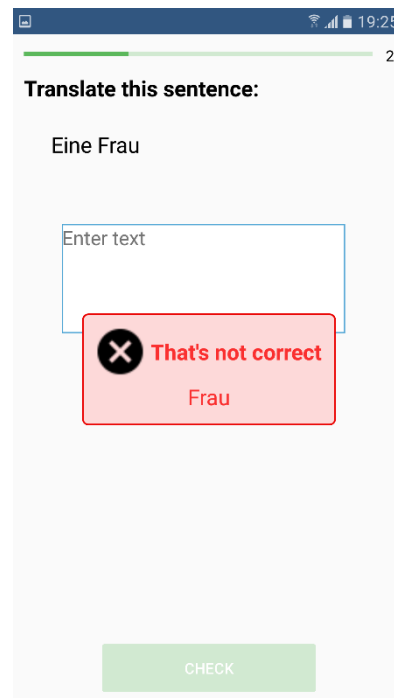 19:25
2
Translate this sentence:
Eine Frau
Enter text
That's not correct
Frau
CHECK